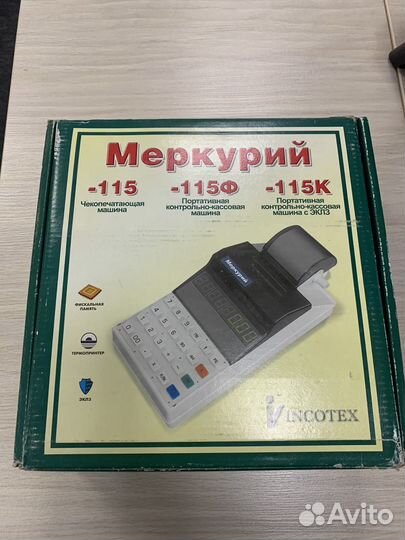 Меркурий
-115
Чекопечатающая
машина
-115Ф
Портативная
контрольно-кассовая
машина
-115К
Портативная
контрольно-кассовая
машина с ЭКЛЗ
Меркурий
ФИСКАЛЬНАЯ
ПАМЯТЬ
ТЕРМОПРИНТЕР
ЭКЛЗ
INCOTEX
Avito